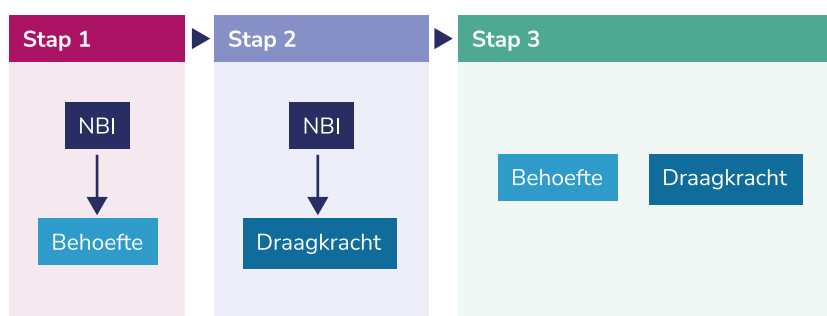 Stap 1
Stap 2
Stap 3
NBI
Behoefte
NBI
Draagkracht
Behoefte
Draagkracht